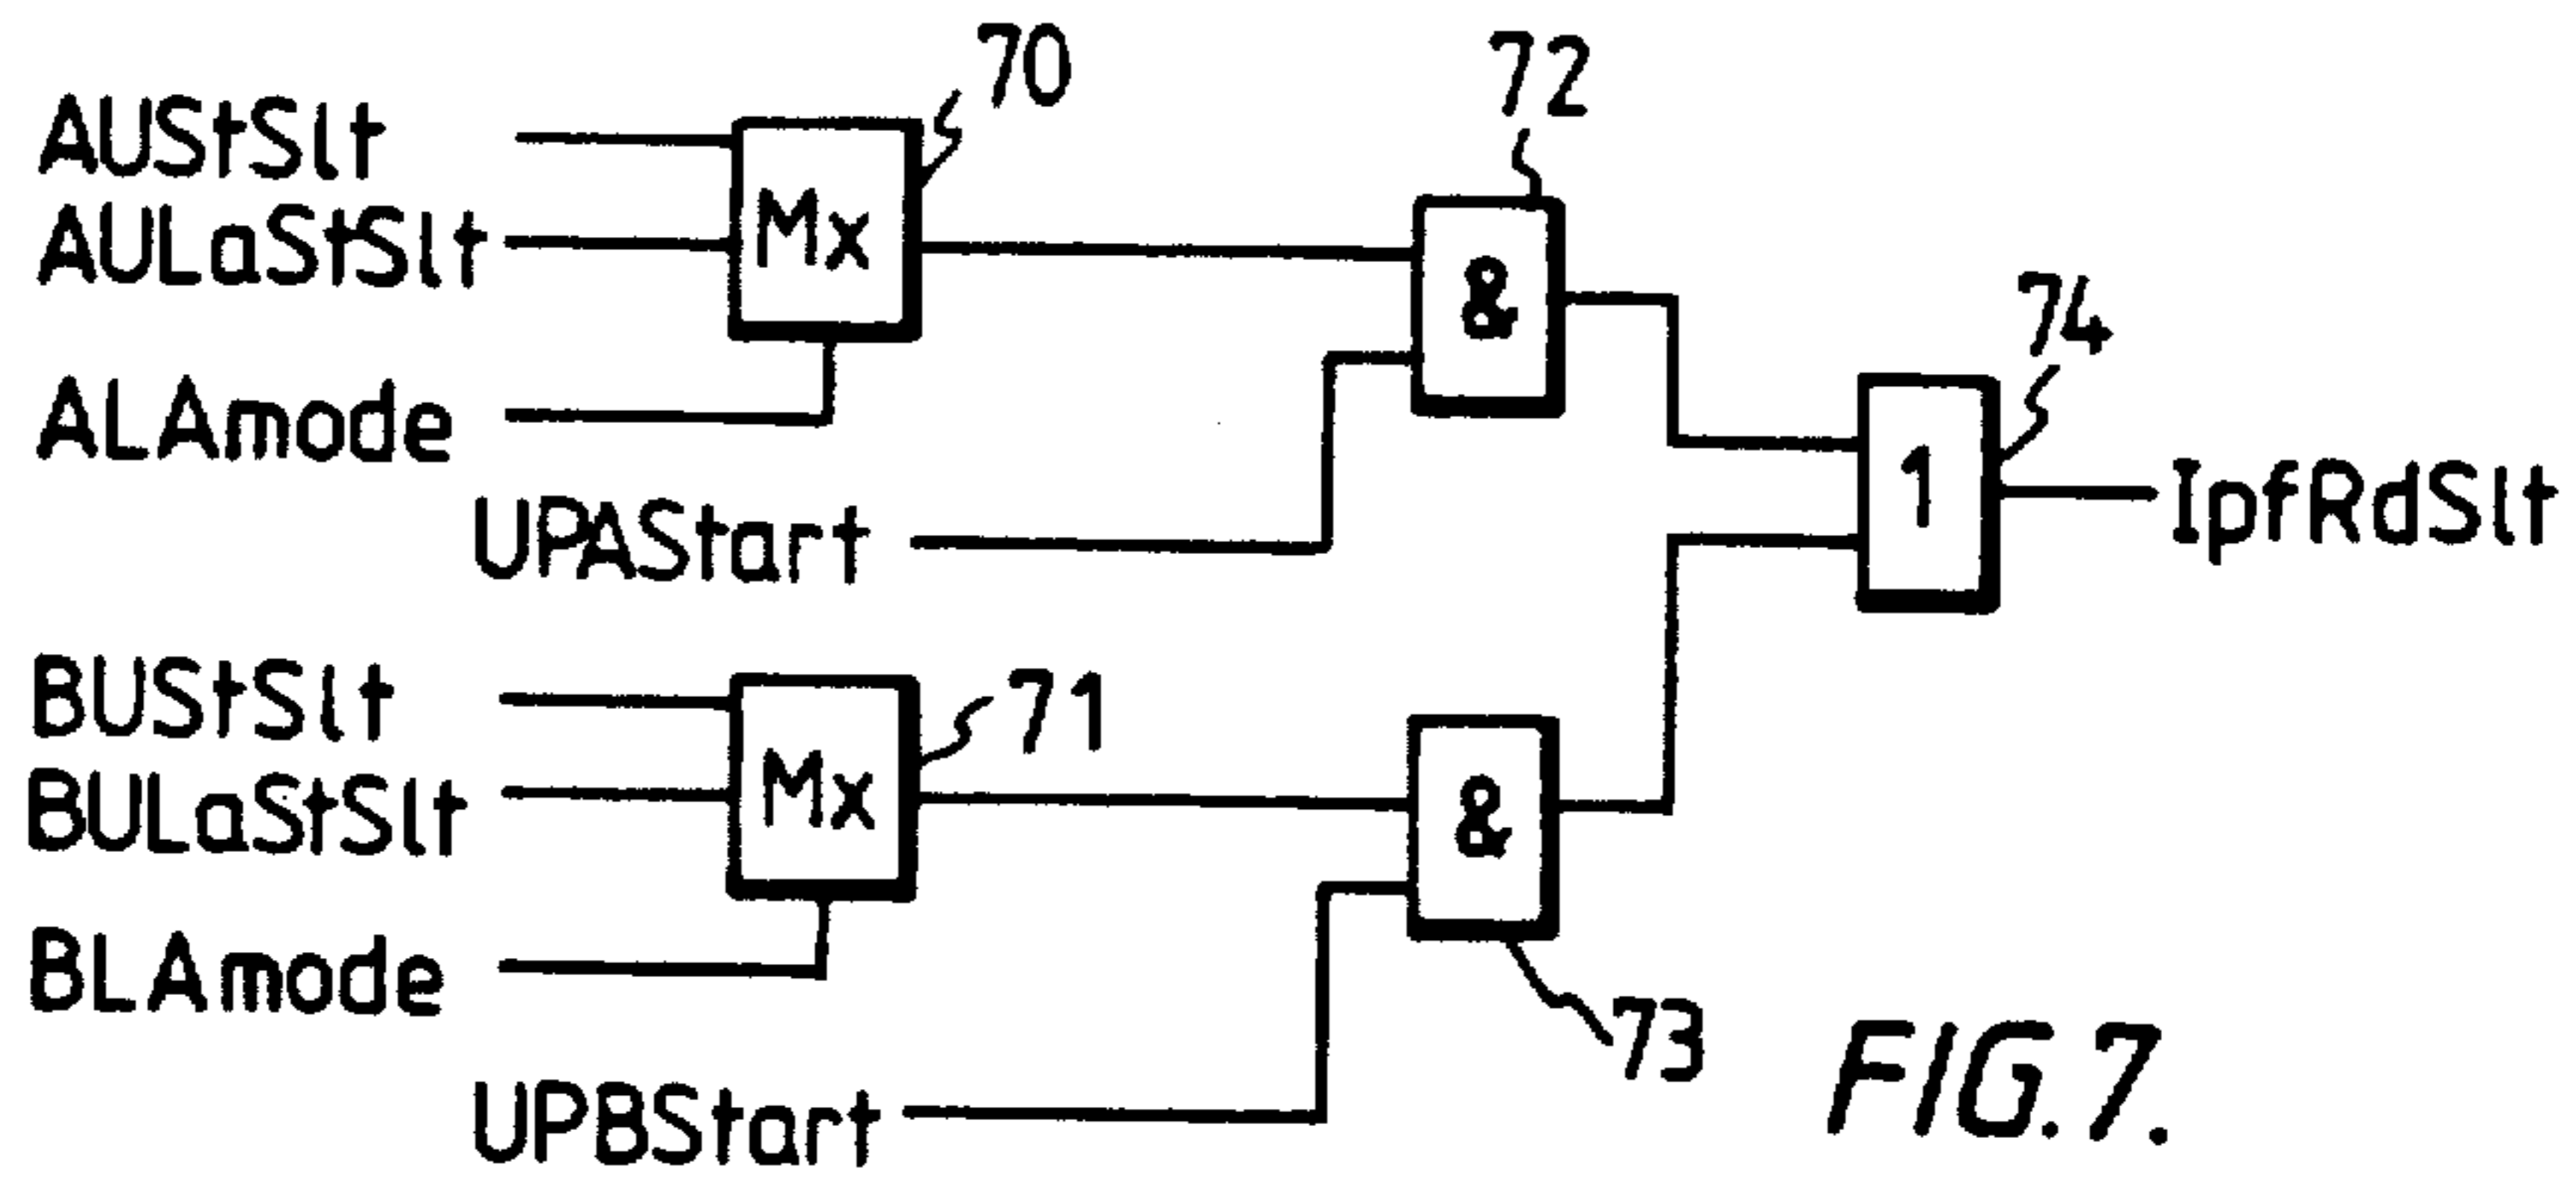 70
72
AUStSlt
AULaStSlt
Mx
&
74
ALAmode
1
UPAStart
IpfRdSlt
BUStSlt
71
BULaStSlt
Mx
&
BLAmode
73
UPBStart
FIG. 7.